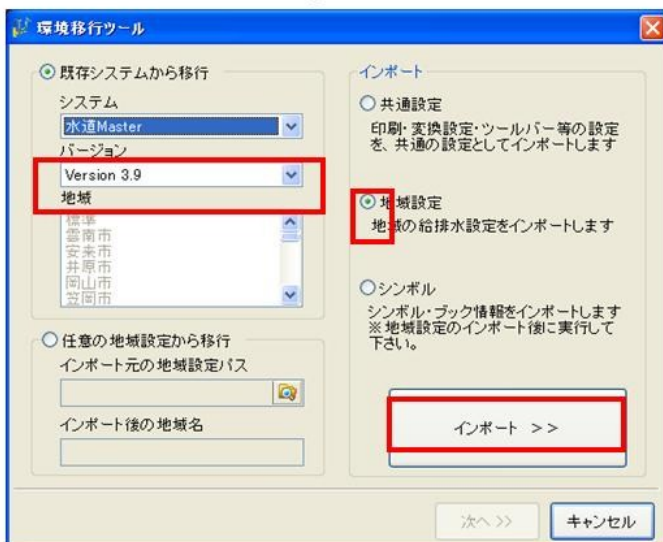 環境移行ツール
既存システムから移行
システム
水道Master
バージョン
Version 3.9
地域
標準
雲南市
安来市
井原市
岡山市
笠岡市
任意の地域設定から移行
インポート元の地域設定パス
インポート後の地域名
インポート
共通設定
印刷・変換設定・ツールバー等の設定
を、共通の設定としてインポートします
地域設定
地域の給排水設定をインポートします
シンボル
シンボル・ブック情報をインポートします
※地域設定のインポート後に実行して
下さい。
インポート >>
次へ >>
キャンセル